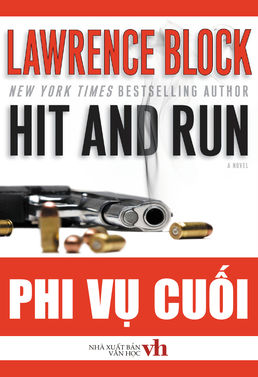 LAWRENCE BLOCK
NEW YORK TIMES BESTSELLING AUTHOR
HIT AND RUN
A NOVEL
PHI VỤ CUỐI
NHÀ XUẤT BẢN
VĂN HỌC
vh